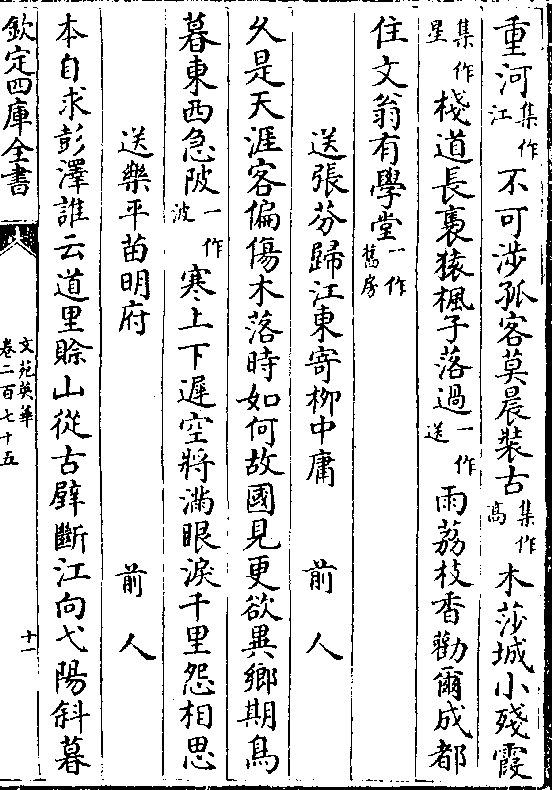 重河集作江不可涉孤客莫晨裝古集作高木莎城小殘霞
集作星棧道長裹猿楓子落過一作送雨荔枝香勸爾成都
住文翁有學堂一作舊房
送張芬歸江東寄柳中庸　前人
久是天涯客偏傷木落時如何故國見更欲異鄉期鳥
暮東西急陂一作波寒上下遲空將滿眼淚千里怨相思
送樂平苗明府　前人
本自求彭澤誰云道里賒山從古壁斷江向弋陽斜暮
欽定四庫全書
文苑英華
卷二百七十五
十一